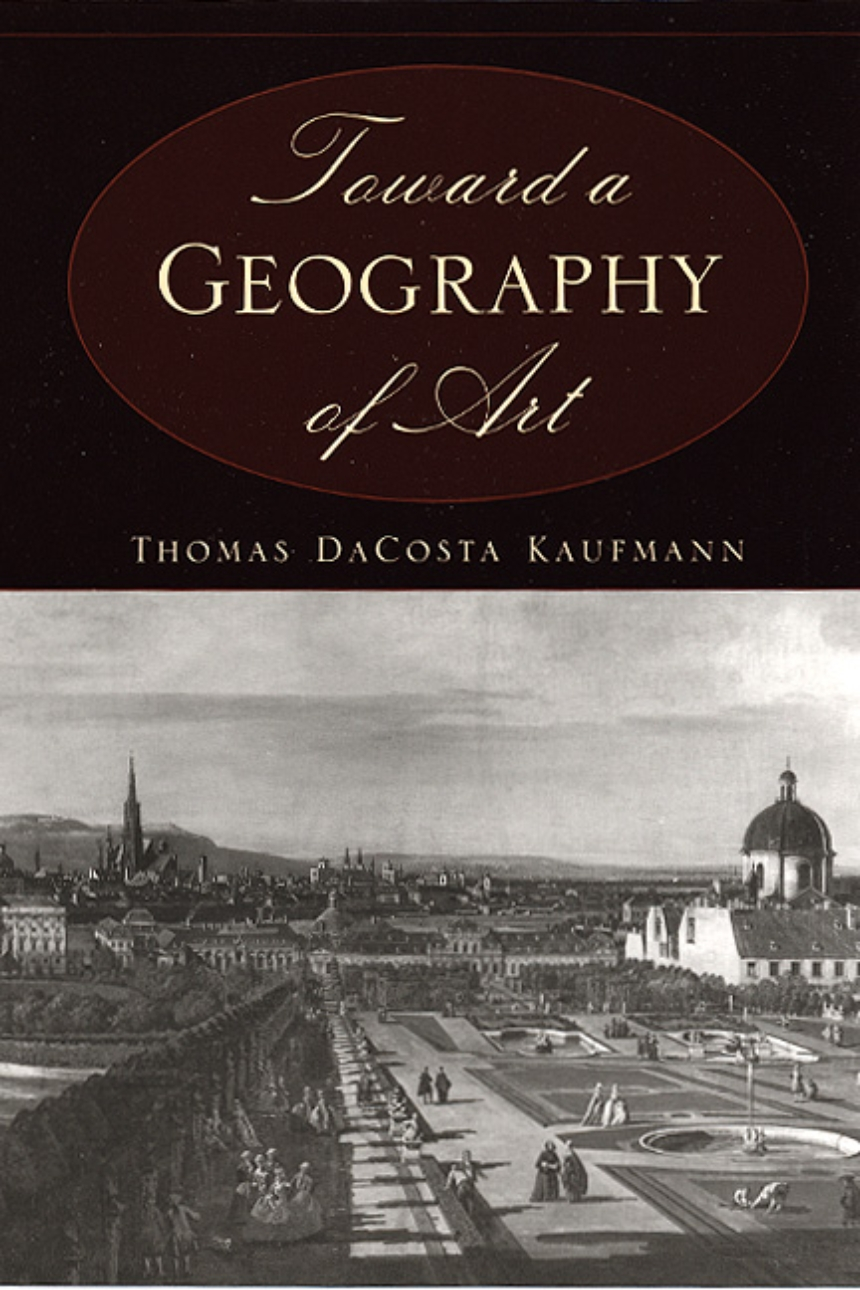 Toward a
GEOGRAPHY
of Art
THOMAS DACOSTA KAUFMANN